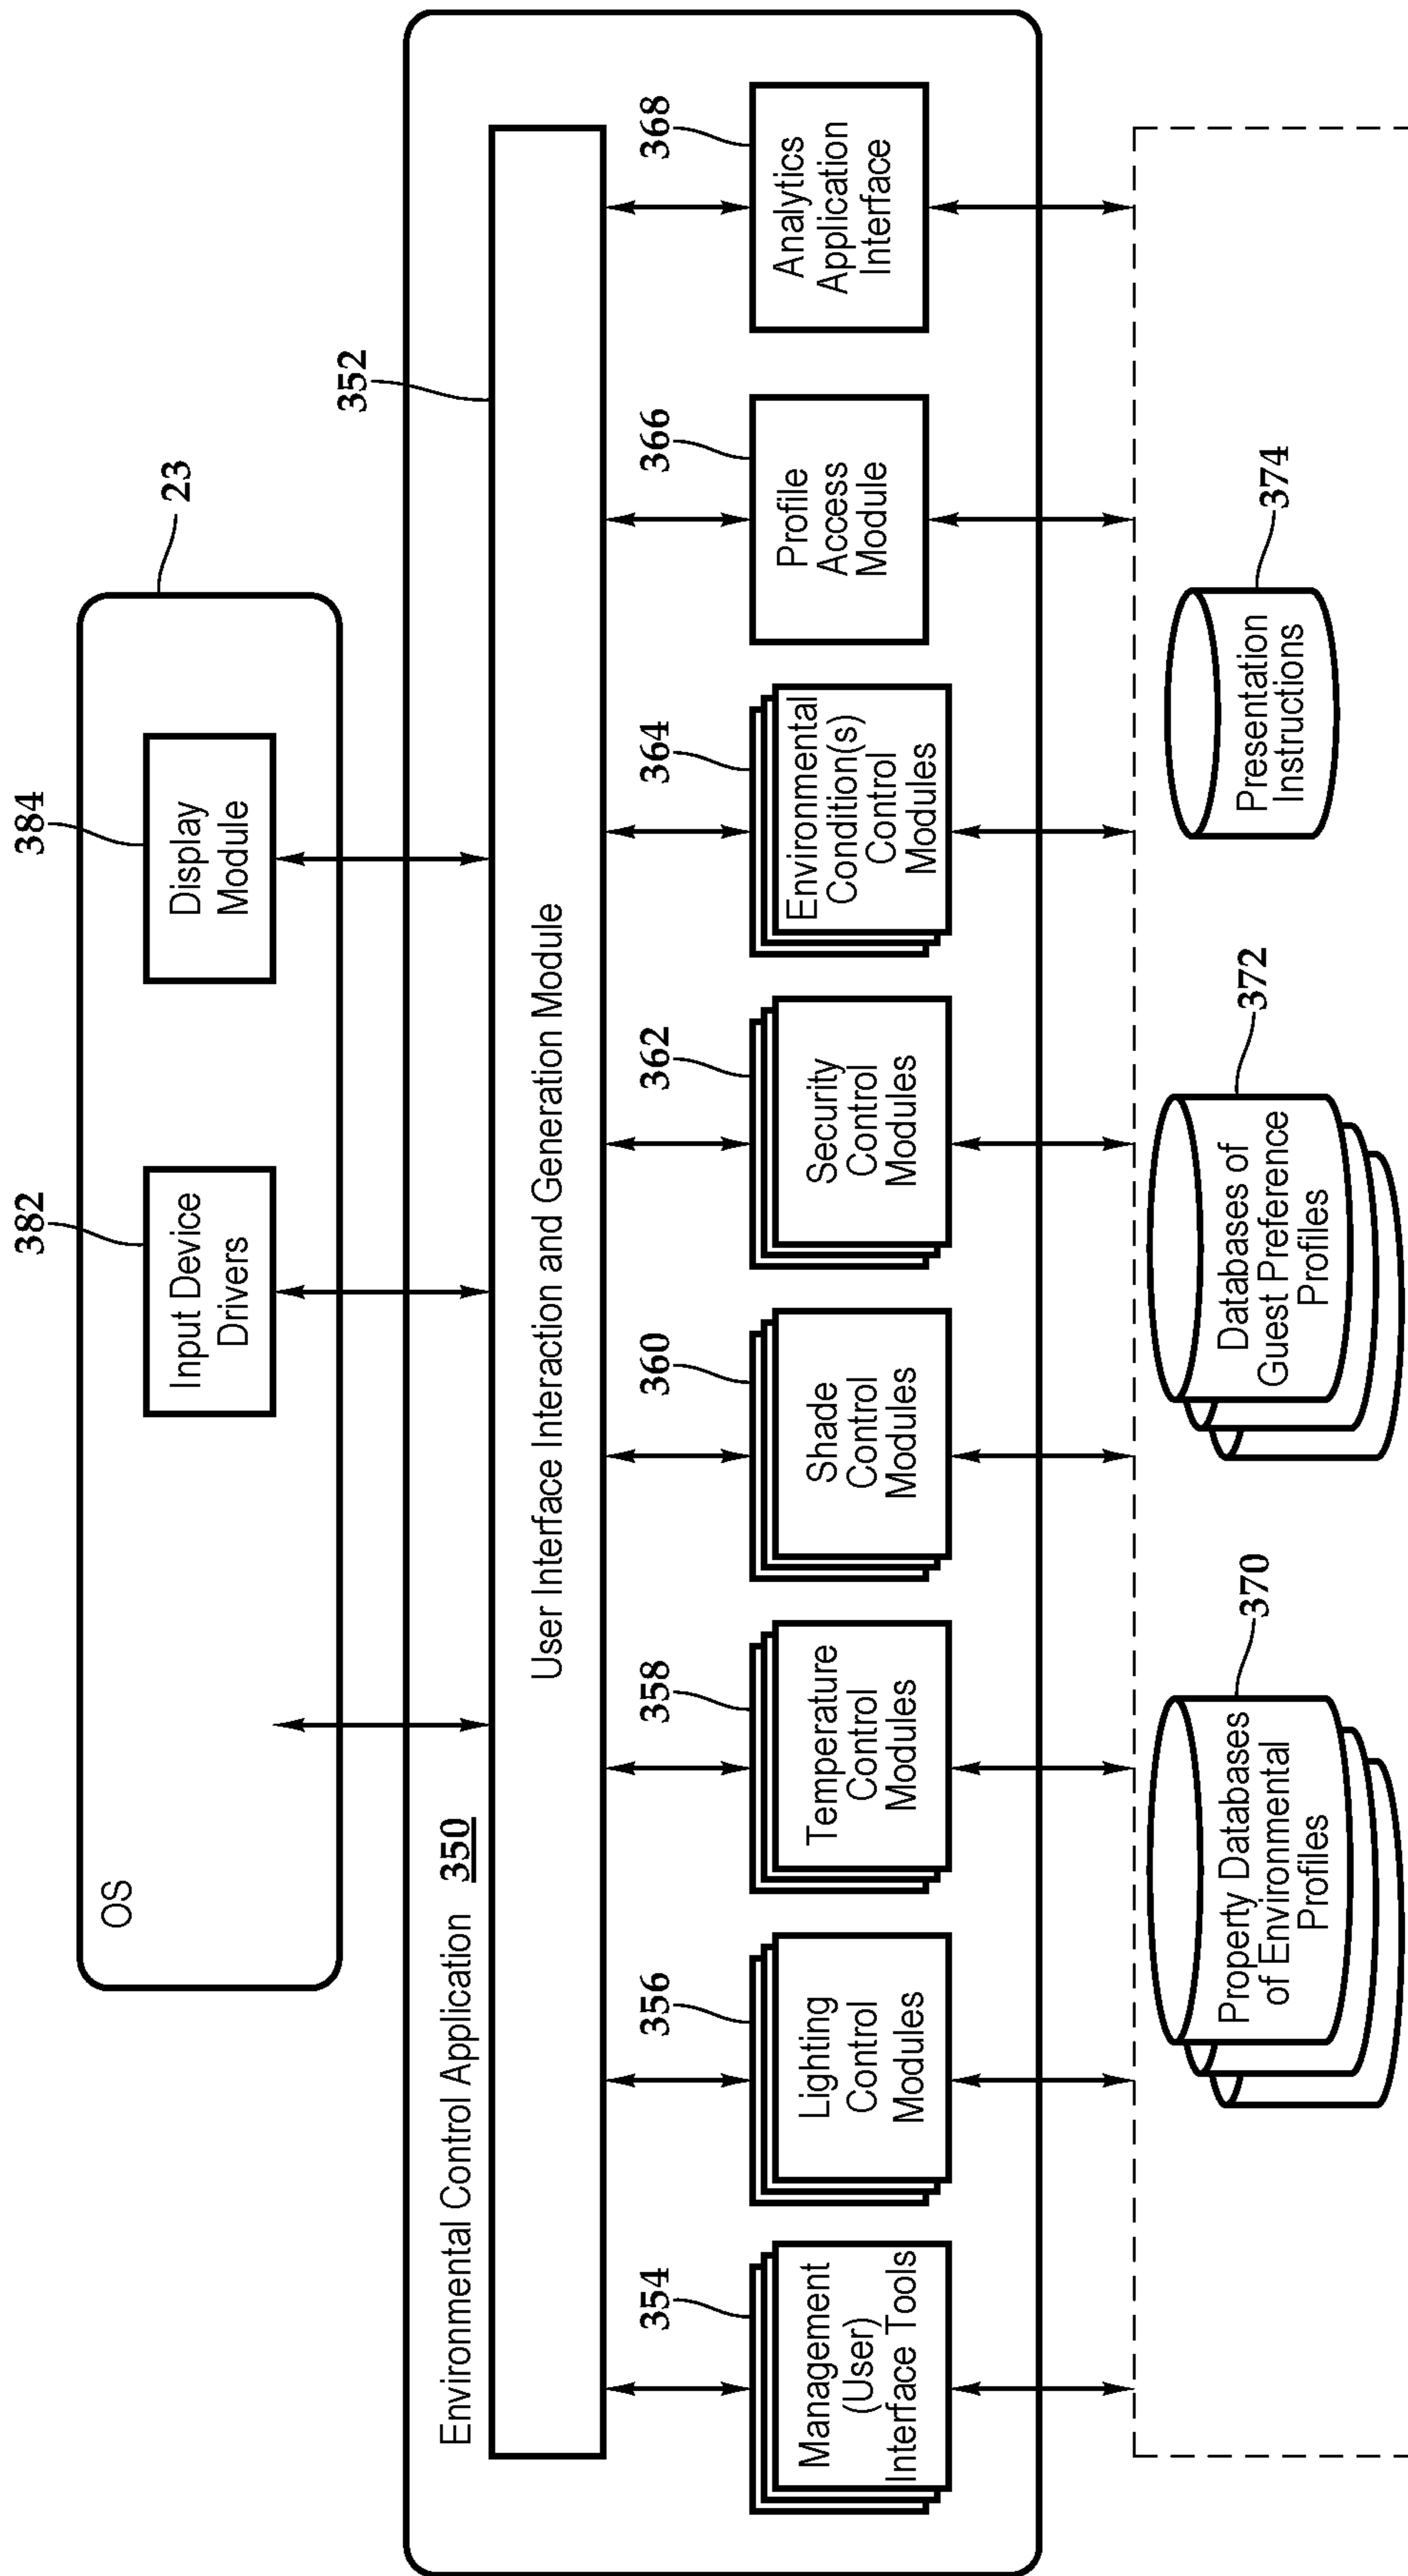 384
382
23
OS
Input Device
Drivers
Display
Module
352
Environmental Control Application 350
User Interface Interaction and Generation Module
354
356
358
360
362
364
366
368
Management
(User)
Interface Tools
Lighting
Control
Modules
Temperature
Control
Modules
Shade
Control
Modules
Security
Control
Modules
Environmental
Condition(s)
Control
Modules
Profile
Access
Module
Analytics
Application
Interface
370
372
374
Property Databases
of Environmental
Profiles
Databases of
Guest Preference
Profiles
Presentation
Instructions